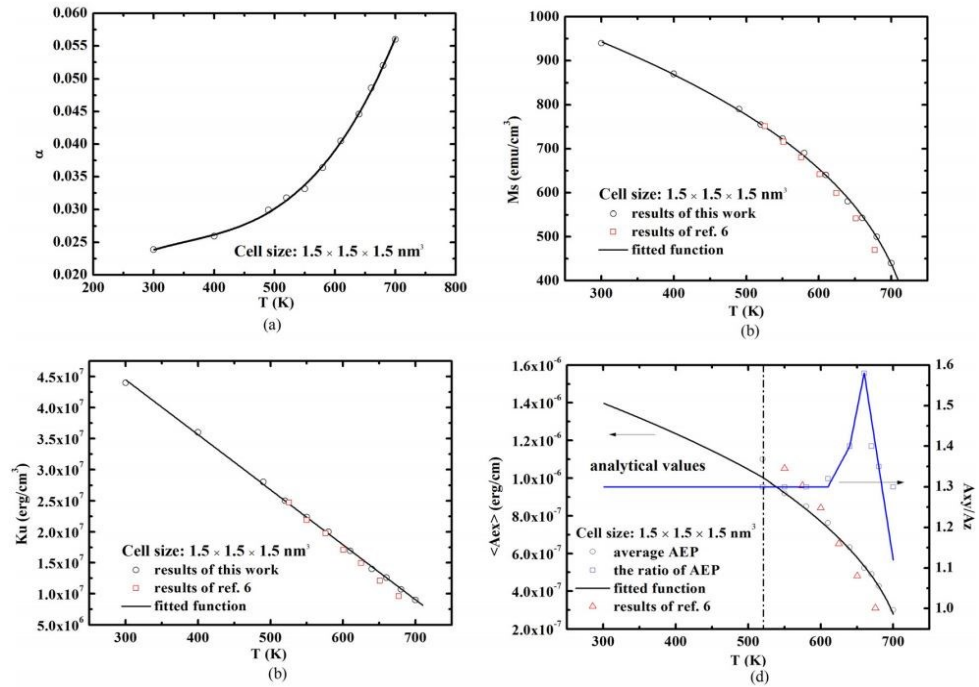 0.060
0.055
0.050
0.045
0.040
0.035
0.030
0.025
0.020
α
Cell size: 1.5 × 1.5 × 1.5 nm³
200 300 400 500 600 700 800
T (K)
(a)
1000
900
800
700
600
500
400
Ms (emu/cm³)
Cell size: 1.5 × 1.5 × 1.5 nm³
results of this work
results of ref. 6
fitted function
300 400 500 600 700
T (K)
(b)
4.5x10⁷
4.0x10⁷
3.5x10⁷
3.0x10⁷
2.5x10⁷
2.0x10⁷
1.5x10⁷
1.0x10⁷
5.0x10⁶
Ku (erg/cm³)
Cell size: 1.5 × 1.5 × 1.5 nm³
results of this work
results of ref. 6
fitted function
300 400 500 600 700
T (K)
(b)
1.6x10⁻⁶
1.4x10⁻⁶
1.2x10⁻⁶
1.0x10⁻⁶
8.0x10⁻⁷
6.0x10⁻⁷
4.0x10⁻⁷
2.0x10⁻⁷
<Aex> (erg/cm)
analytical values
Cell size: 1.5 × 1.5 × 1.5 nm³
average AEP
the ratio of AEP
fitted function
results of ref. 6
1.6
1.5
1.4
1.3
1.2
1.1
1.0
Axy/Az
300 400 500 600 700
T (K)
(d)